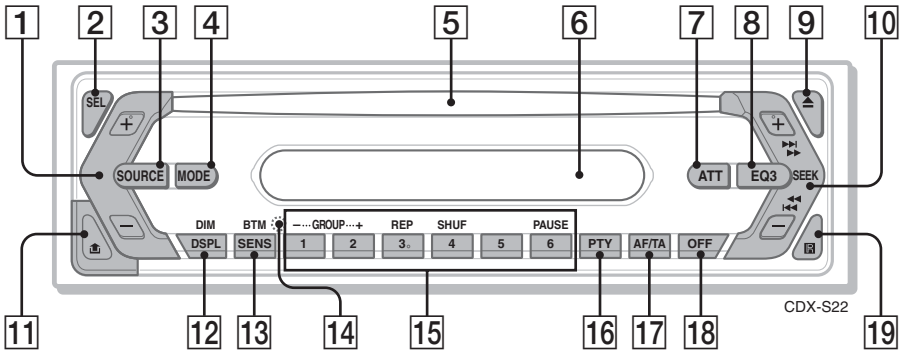 1 2 3 4 5 6 7 8 9 10
SEL
+ +
SOURCE MODE ATT EQ3 SEEK
− −
DIM BTM −···GROUP···+ REP SHUF PAUSE
DSPL SENS 1 2 3 4 5 6 PTY AF/TA OFF
CDX-S22
11 12 13 14 15 16 17 18 19